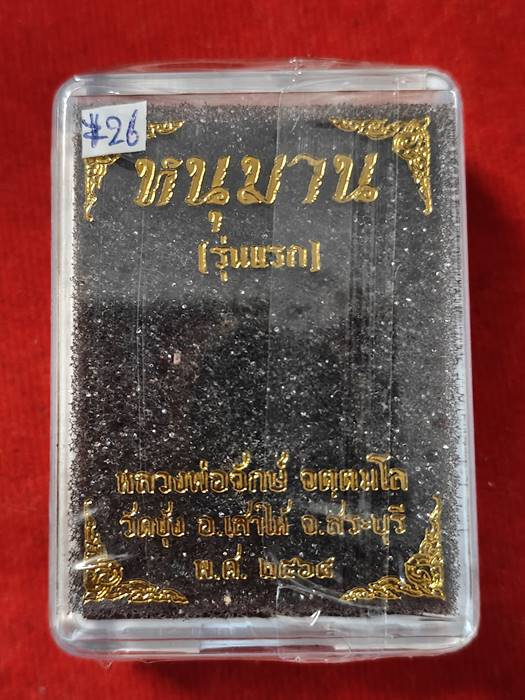 #26
หนุมาน
(รุ่นแรก)
หลวงพ่อจักษ์ จตฺตมโล
วัดชุ้ง อ.เสาไห้ จ.สระบุรี
พ.ศ. ๒๕๖๔